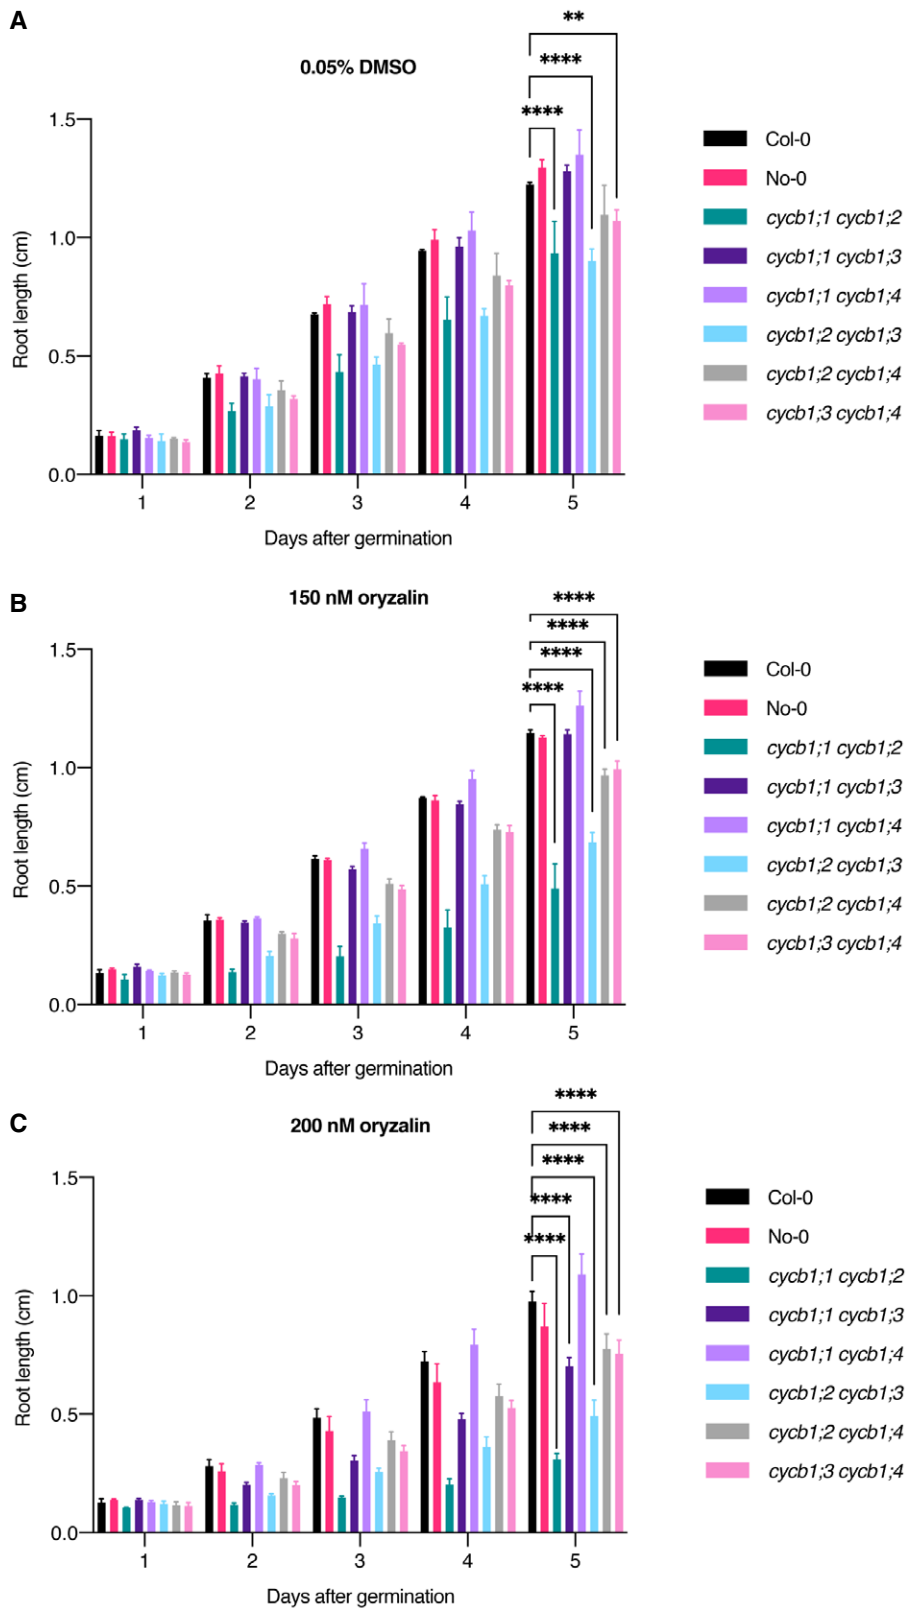 A
0.05% DMSO
**
****
****
1.5
1.0
0.5
0.0
Root length (cm)
1 2 3 4 5
Days after germination
Col-0
No-0
cycb1;1 cycb1;2
cycb1;1 cycb1;3
cycb1;1 cycb1;4
cycb1;2 cycb1;3
cycb1;2 cycb1;4
cycb1;3 cycb1;4
B
150 nM oryzalin
****
****
****
****
1.5
1.0
0.5
0.0
Root length (cm)
1 2 3 4 5
Days after germination
Col-0
No-0
cycb1;1 cycb1;2
cycb1;1 cycb1;3
cycb1;1 cycb1;4
cycb1;2 cycb1;3
cycb1;2 cycb1;4
cycb1;3 cycb1;4
C
200 nM oryzalin
****
****
****
****
****
1.5
1.0
0.5
0.0
Root length (cm)
1 2 3 4 5
Days after germination
Col-0
No-0
cycb1;1 cycb1;2
cycb1;1 cycb1;3
cycb1;1 cycb1;4
cycb1;2 cycb1;3
cycb1;2 cycb1;4
cycb1;3 cycb1;4